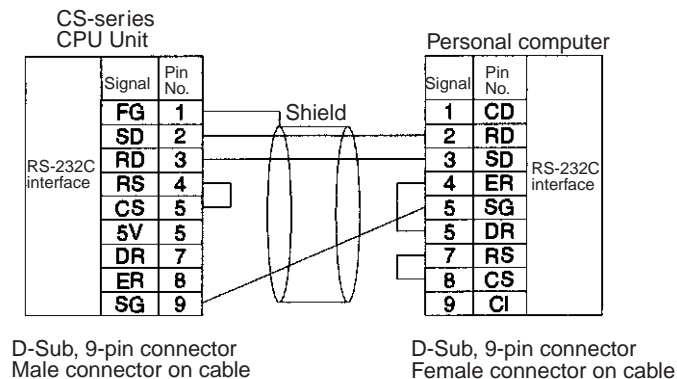 CS-series
CPU Unit
Personal computer
Signal Pin No.
Signal Pin No.
FG 1
Shield
1 CD
SD 2
2 RD
RD 3
3 SD
RS-232C interface
RS-232C interface
RS 4
4 ER
CS 5
5 SG
5V 5
5 DR
DR 7
7 RS
ER 8
8 CS
SG 9
9 CI
D-Sub, 9-pin connector
Male connector on cable
D-Sub, 9-pin connector
Female connector on cable